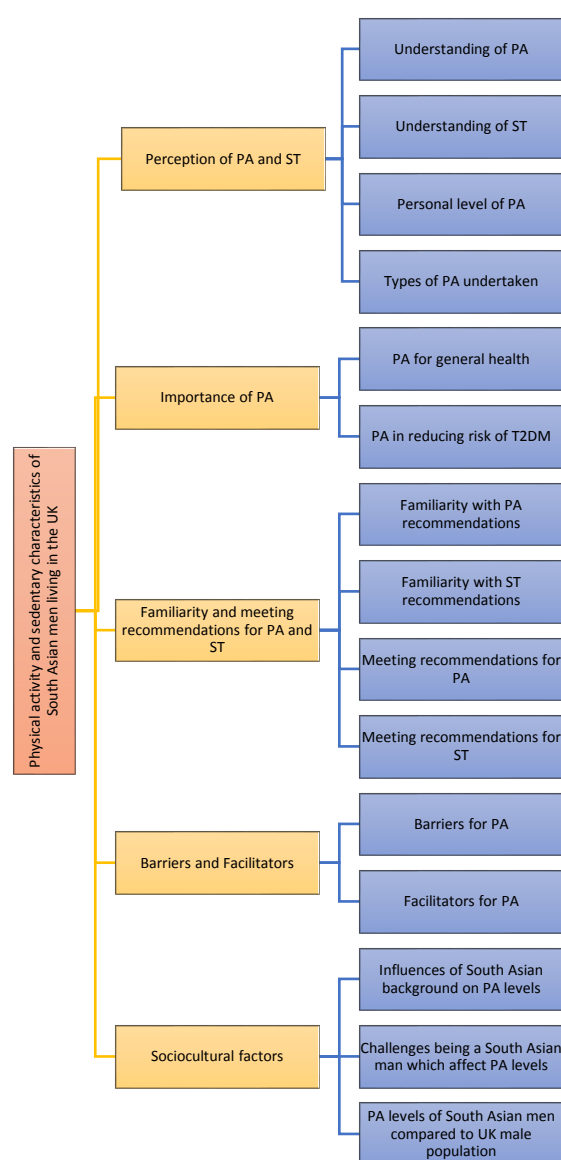 Physical activity and sedentary characteristics of
South Asian men living in the UK
Perception of PA and ST
Understanding of PA
Understanding of ST
Personal level of PA
Types of PA undertaken
Importance of PA
PA for general health
PA in reducing risk of T2DM
Familiarity and meeting
recommendations for PA and
ST
Familiarity with PA
recommendations
Familiarity with ST
recommendations
Meeting recommendations for
PA
Meeting recommendations for
ST
Barriers and Facilitators
Barriers for PA
Facilitators for PA
Sociocultural factors
Influences of South Asian
background on PA levels
Challenges being a South Asian
man which affect PA levels
PA levels of South Asian men
compared to UK male
population